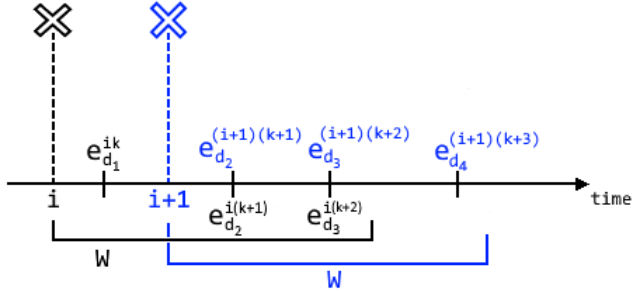 e_{d_1}^{ik} e_{d_2}^{(i+1)(k+1)} e_{d_3}^{(i+1)(k+2)} e_{d_4}^{(i+1)(k+3)}
i i+1 e_{d_2}^{i(k+1)} e_{d_3}^{i(k+2)} time
W
W